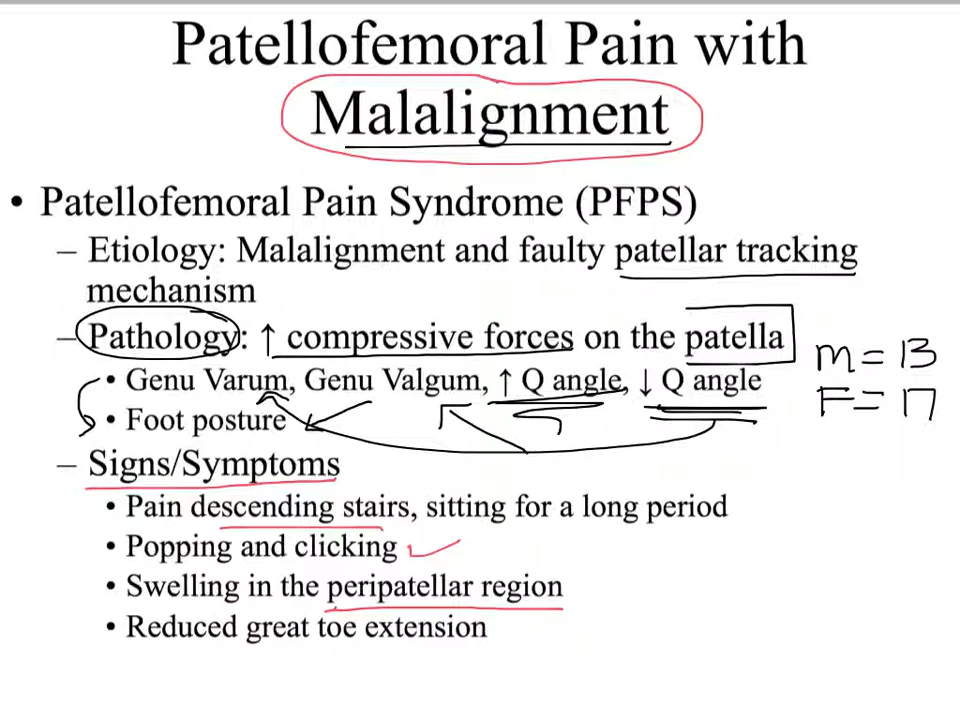 Patellofemoral Pain with
Malalignment
• Patellofemoral Pain Syndrome (PFPS)
– Etiology: Malalignment and faulty patellar tracking
mechanism
– Pathology: ↑ compressive forces on the patella
M = 13
• Genu Varum, Genu Valgum, ↑ Q angle, ↓ Q angle
F = 17
• Foot posture
– Signs/Symptoms
• Pain descending stairs, sitting for a long period
• Popping and clicking
• Swelling in the peripatellar region
• Reduced great toe extension